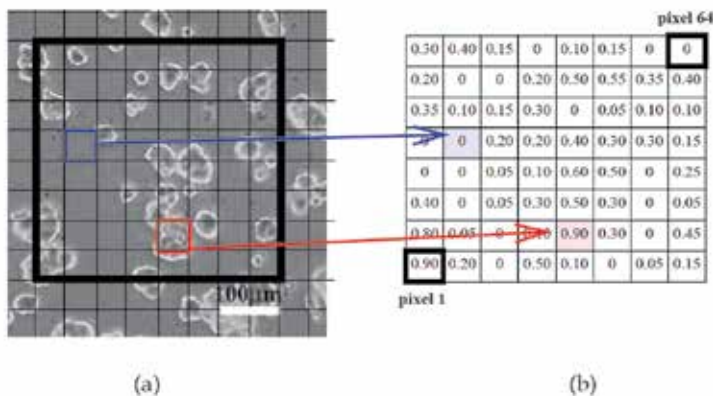 pixel 64
0.30 0.40 0.15 0 0.10 0.15 0 0
0.20 0 0 0.20 0.50 0.55 0.35 0.40
0.35 0.10 0.15 0.30 0 0.05 0.10 0.10
0 0 0.20 0.20 0.40 0.30 0.30 0.15
0 0 0.05 0.10 0.60 0.50 0 0.25
0.40 0 0.05 0.30 0.50 0.30 0 0.05
0.80 0.05 0 0.90 0.30 0 0.45
0.90 0.20 0 0.50 0.10 0 0.05 0.15
100μm
pixel 1
(a) (b)